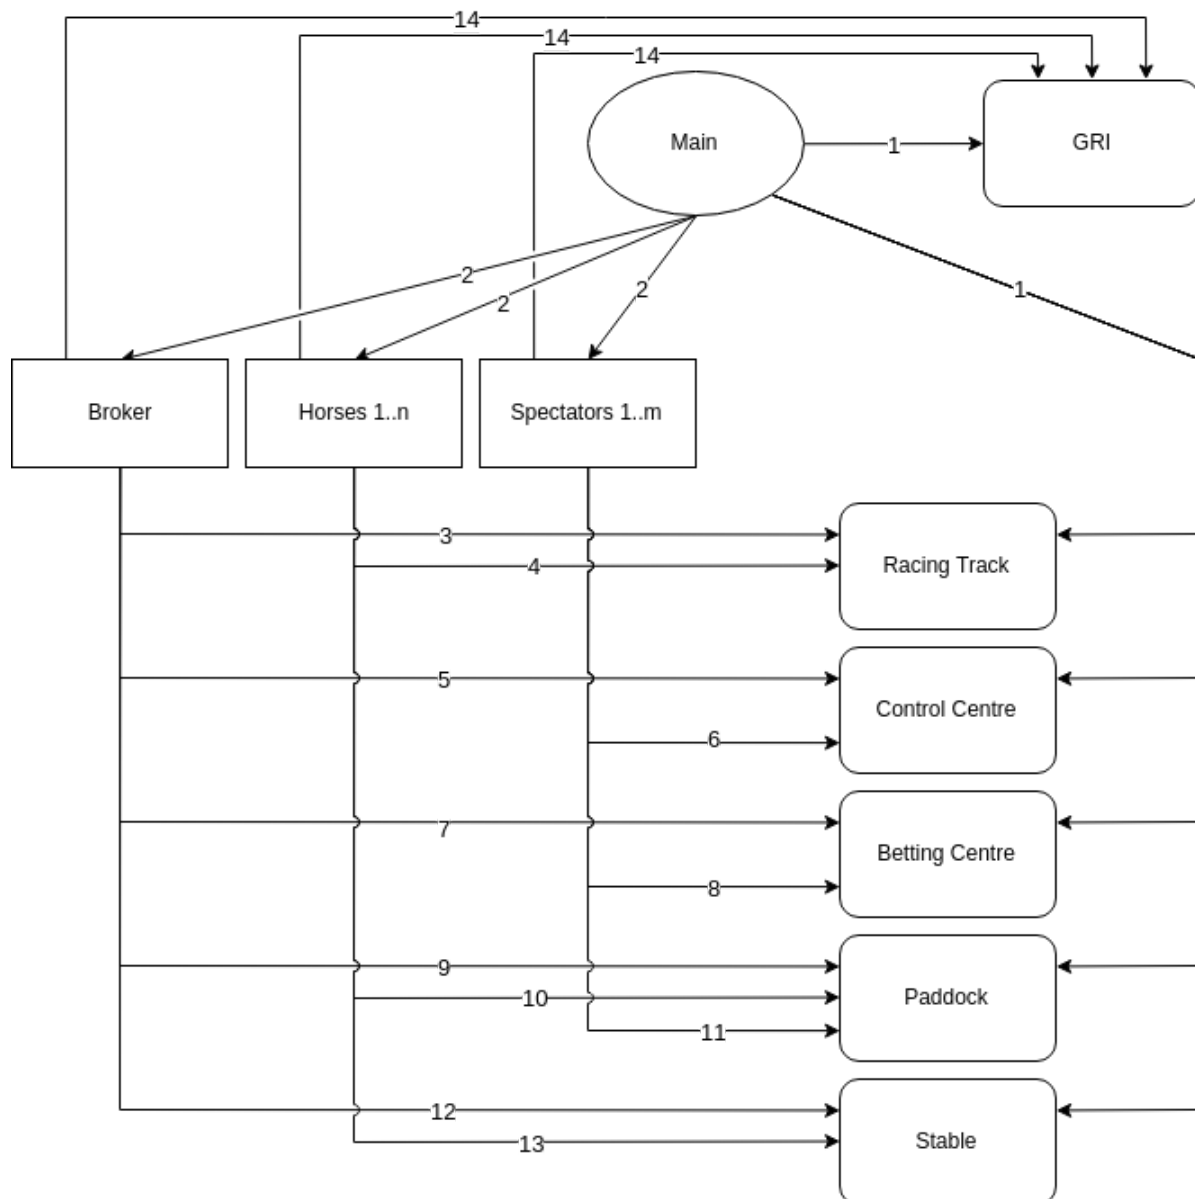 14
14
14
Main
1
GRI
2
2
2
1
Broker
Horses 1..n
Spectators 1..m
3
4
Racing Track
5
6
Control Centre
7
8
Betting Centre
9
10
11
Paddock
12
13
Stable